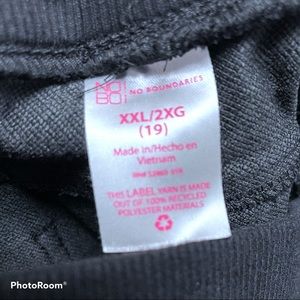 NO
BO
NO BOUNDARIES
XXL/2XG
(19)
Made in/Hecho en
Vietnam
THIS LABEL YARN IS MADE
OUT OF 100% RECYCLED
POLYESTER MATERIALS
PhotoRoom®